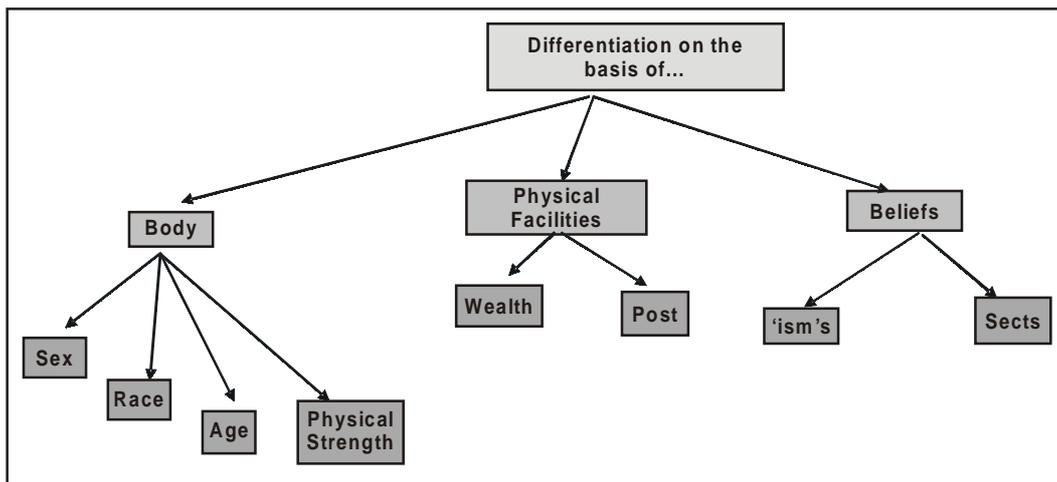 Differentiation on the
basis of...
Physical
Facilities
Beliefs
Body
Wealth
Post
‘ism’s
Sects
Sex
Race
Age
Physical
Strength